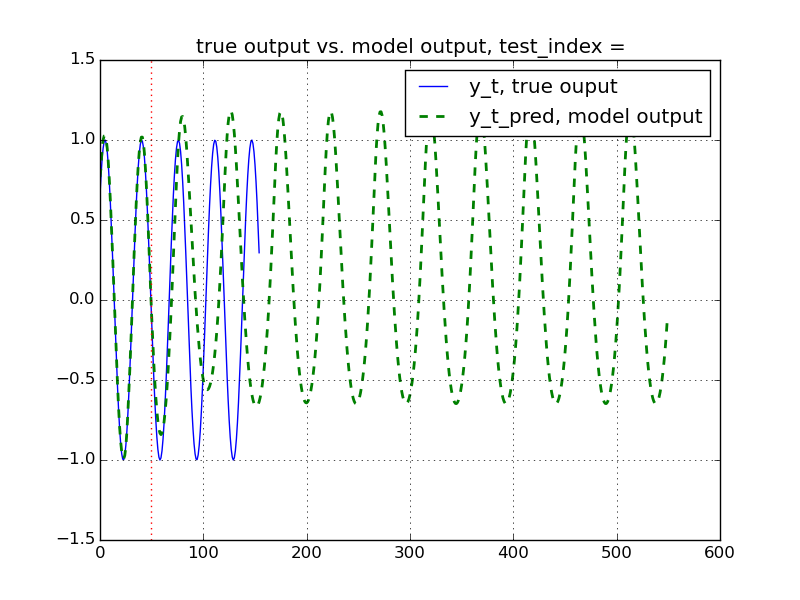 true output vs. model output, test_index =
y_t, true ouput
y_t_pred, model output
1.5
1.0
0.5
0.0
−0.5
−1.0
−1.5
0 100 200 300 400 500 600